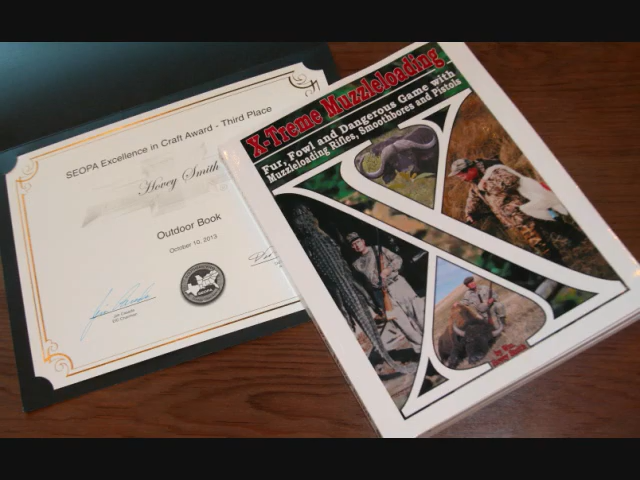 SEOPA Excellence in Craft Award - Third Place
Hovey Smith
Outdoor Book
October 10, 2013
X-Treme Muzzleloading
Fur, Fowl and Dangerous Game with
Muzzleloading Rifles, Smoothbores and Pistols